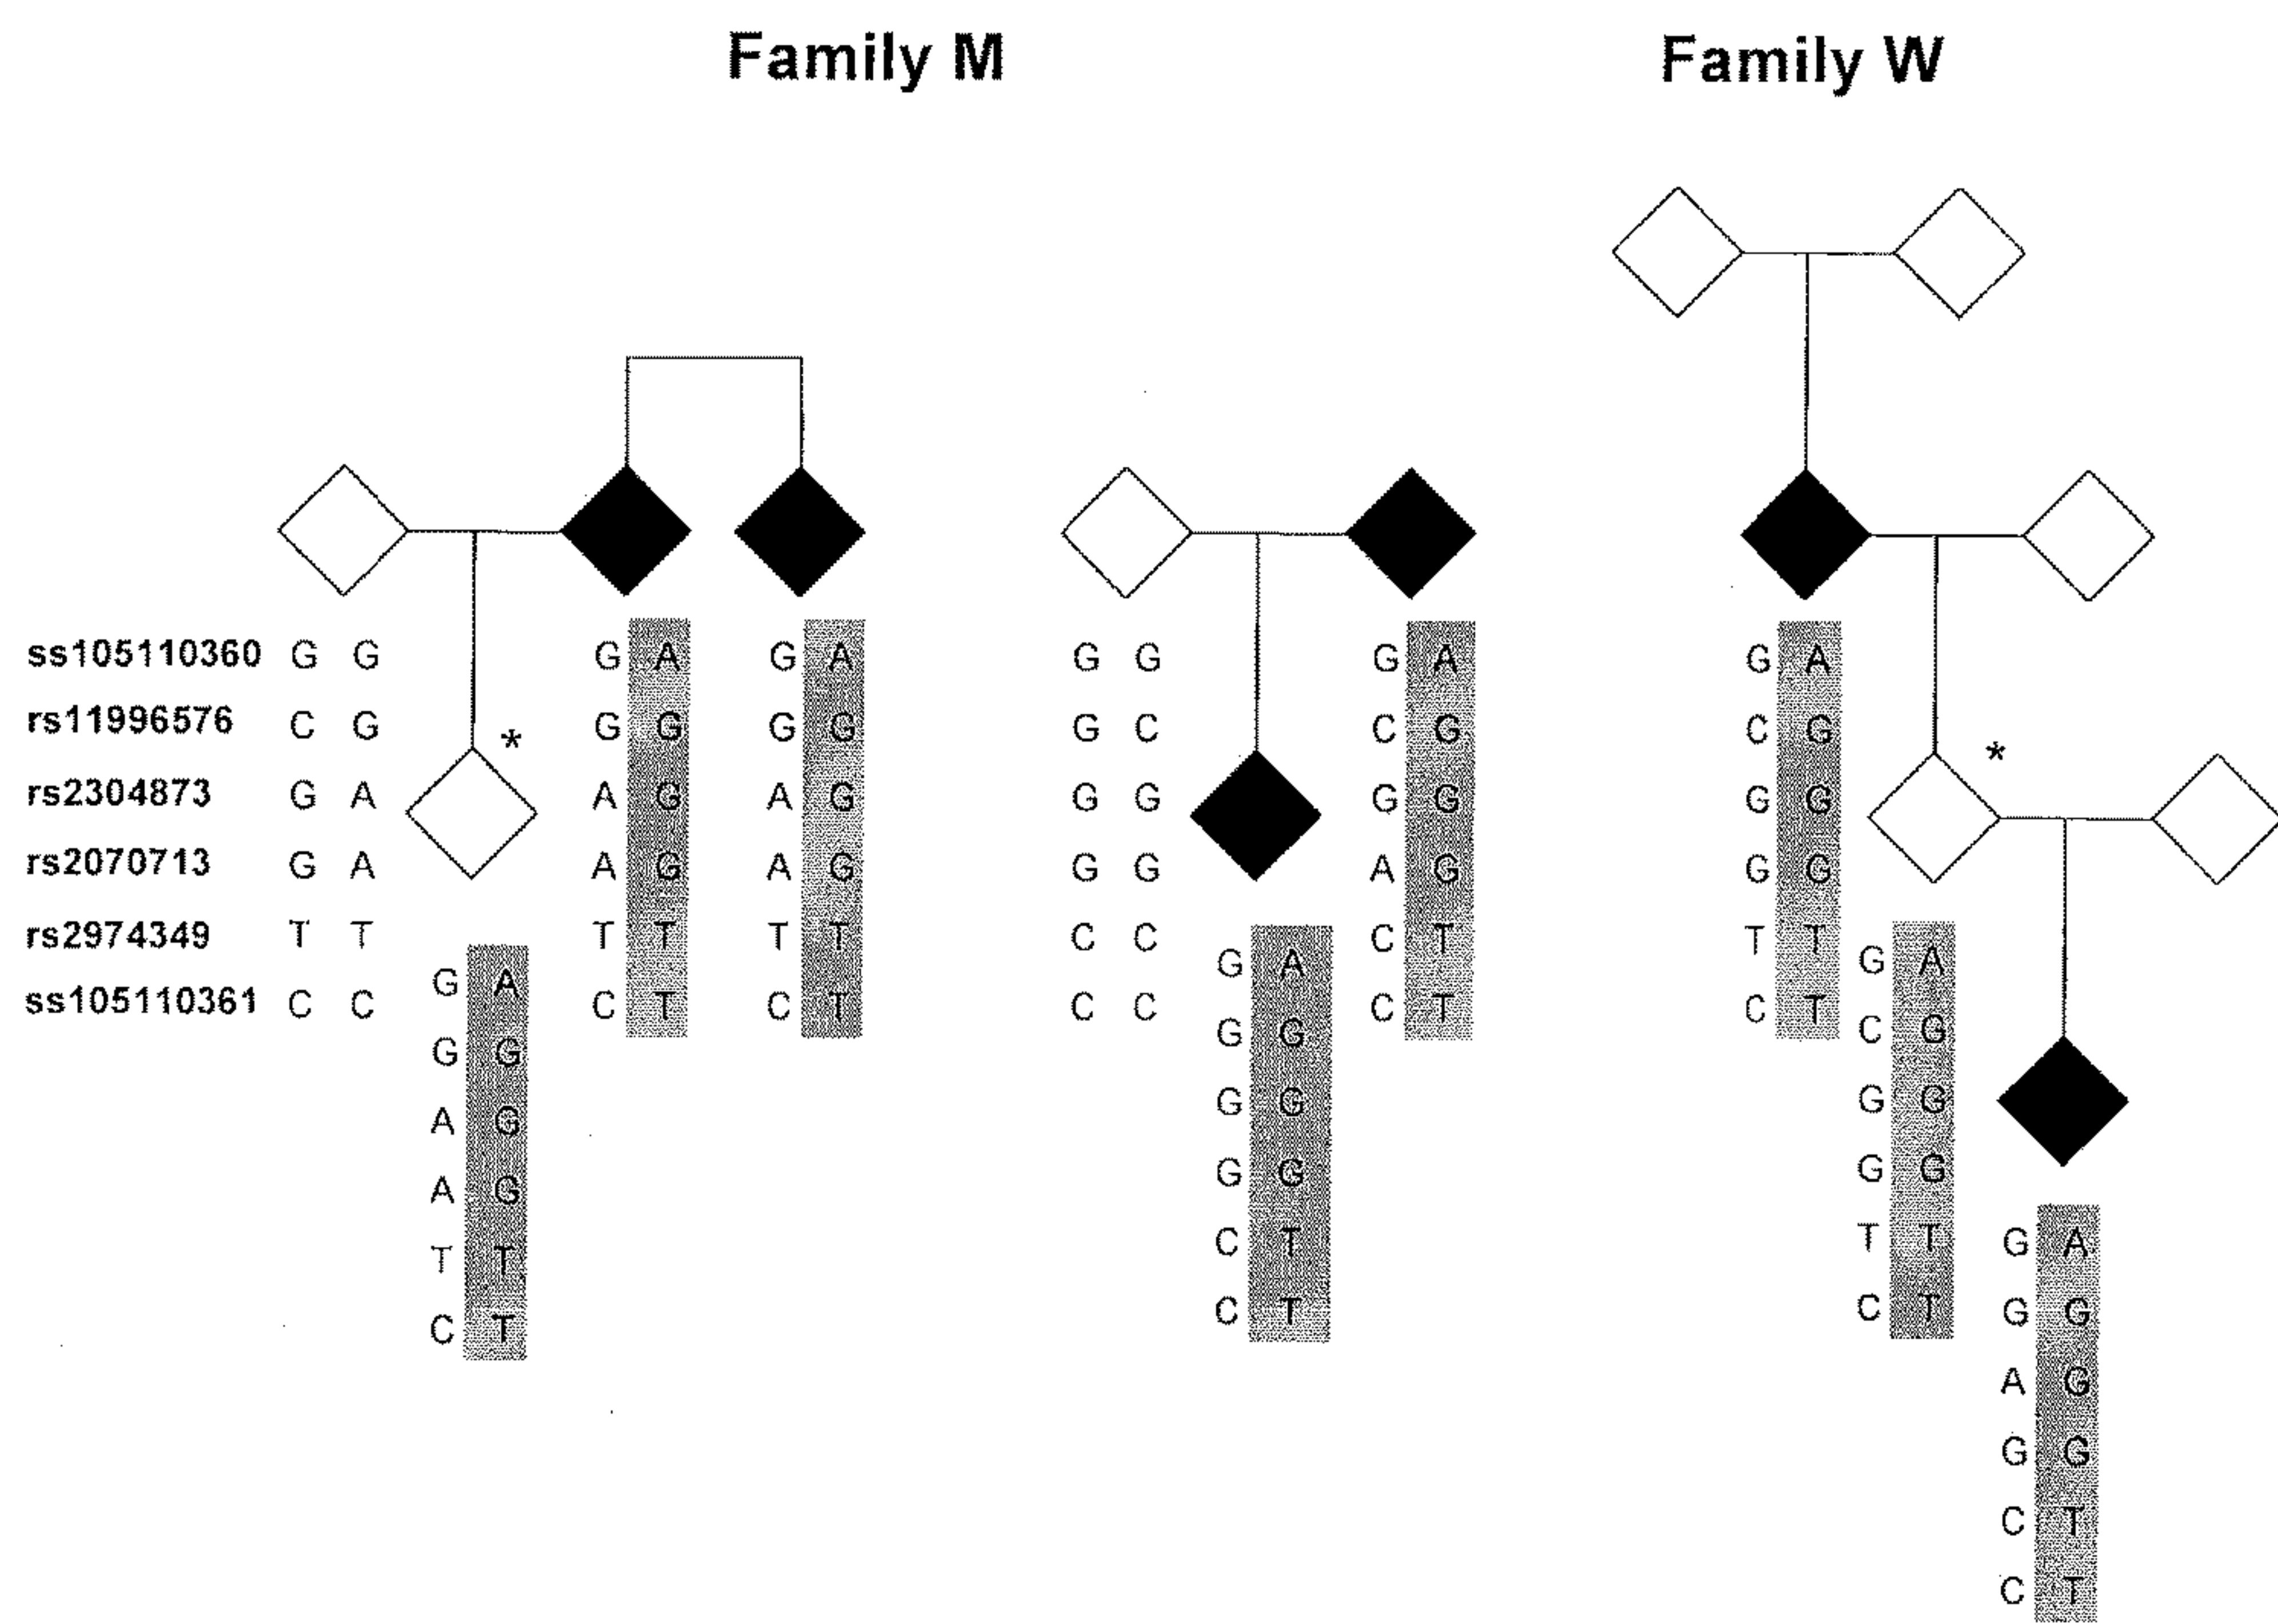 Family M Family W
*
*
ss105110360 G G G A G A G G G A G A
rs11996576 C G G G G G G C C G C G
rs2304873 G A A G A G G G G G G G
rs2070713 G A A G A G G G A G G G
rs2974349 T T T T T T C C C T T T
ss105110361 C C C T C T C C C T C T
G A G A G A
G G G G C G
A G G G G G
A G G G G G
T T C T T T
C T C T C T
G A
G G
A G
G G
C T
C T